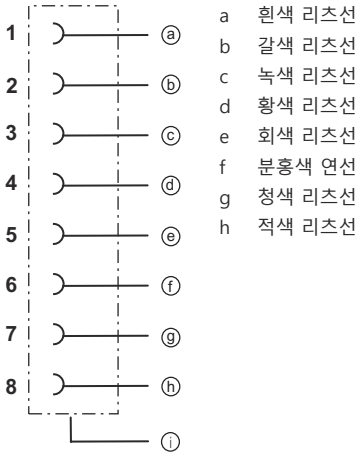 1 ⓐ
2 ⓑ
3 ⓒ
4 ⓓ
5 ⓔ
6 ⓕ
7 ⓖ
8 ⓗ
ⓘ
a 흰색 리츠선
b 갈색 리츠선
c 녹색 리츠선
d 황색 리츠선
e 회색 리츠선
f 분홍색 연선
g 청색 리츠선
h 적색 리츠선